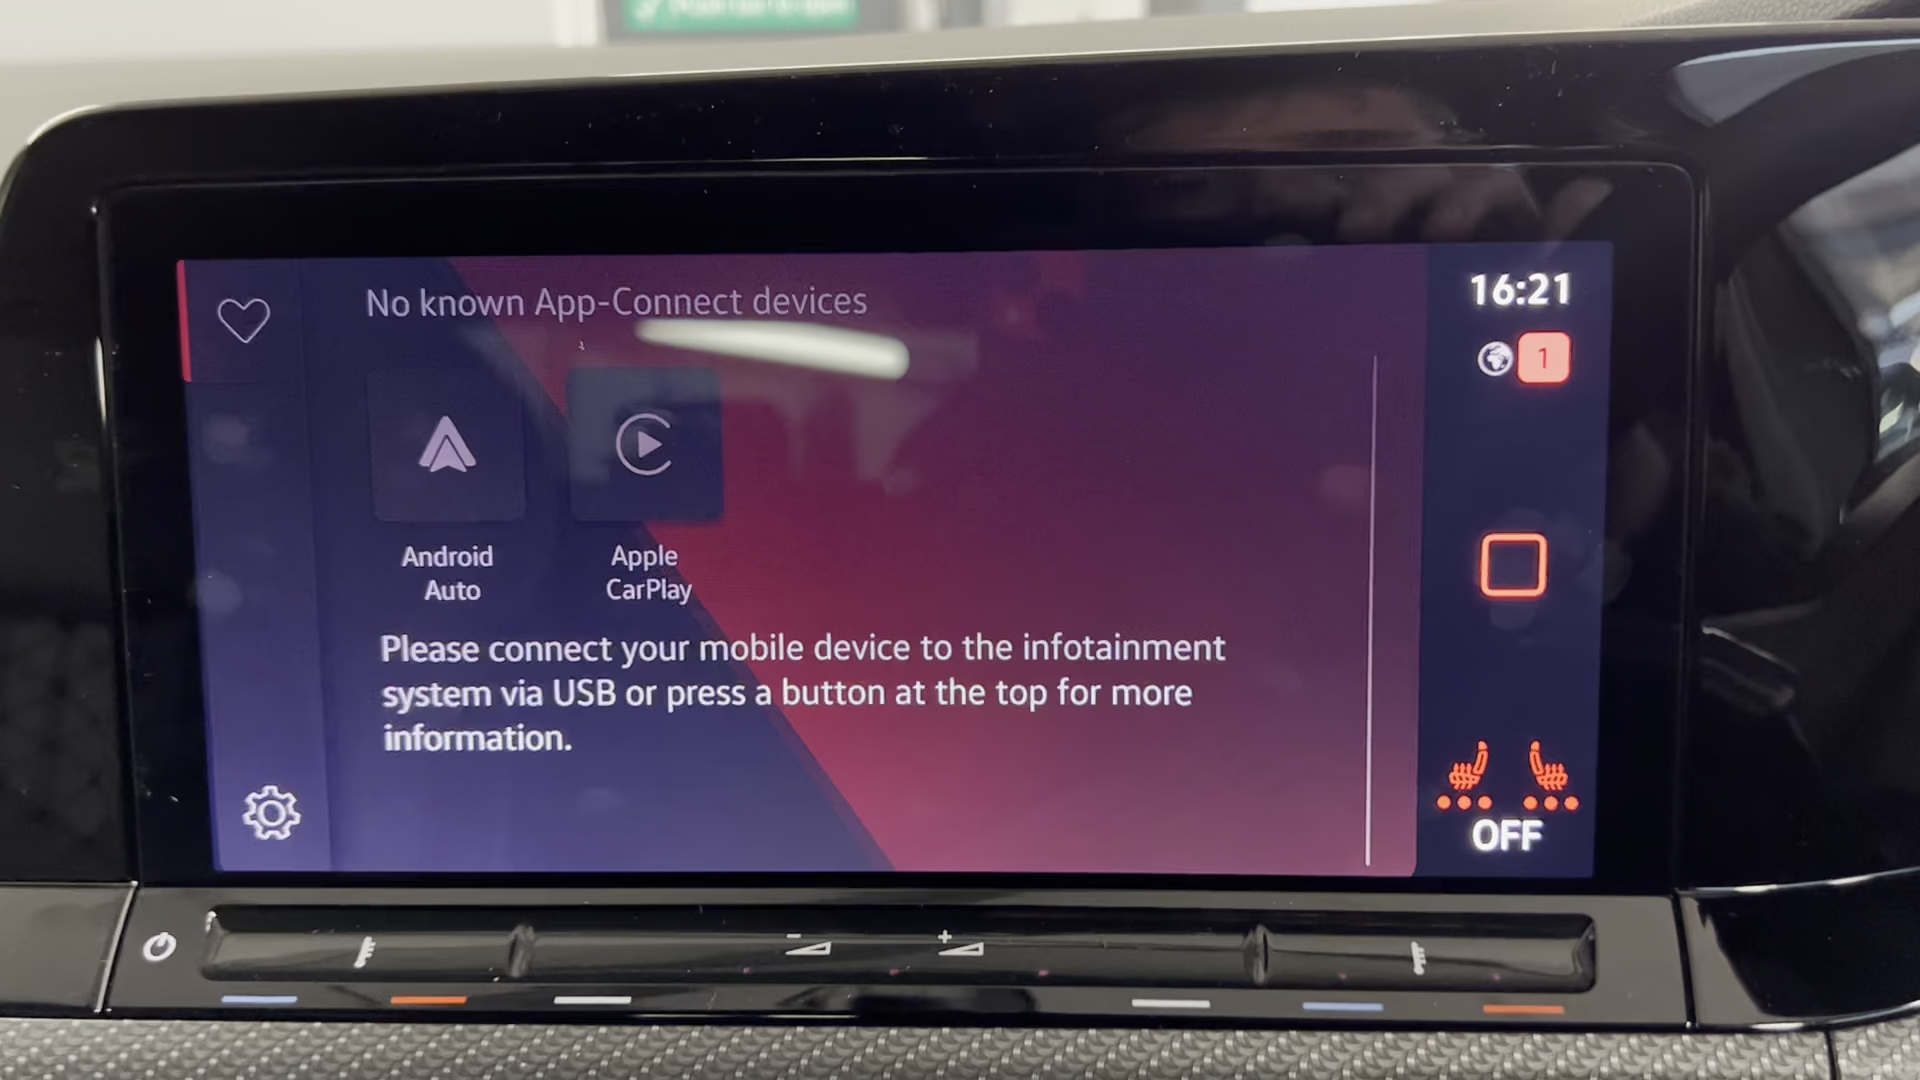 No known App-Connect devices
16:21
1
Android
Auto
Apple
CarPlay
Please connect your mobile device to the infotainment
system via USB or press a button at the top for more
information.
OFF